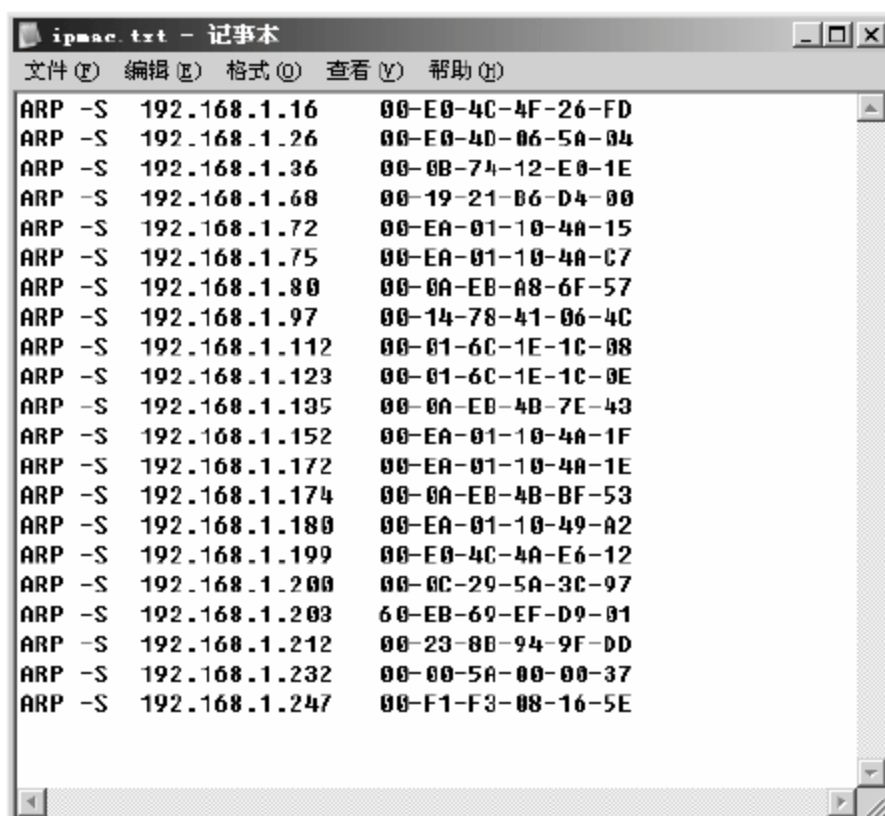 ipmac.txt - 记事本
文件(F) 编辑(E) 格式(O) 查看(V) 帮助(H)
ARP -S 192.168.1.16 00-E0-4C-4F-26-FD
ARP -S 192.168.1.26 00-E0-4D-06-5A-04
ARP -S 192.168.1.36 00-0B-74-12-E0-1E
ARP -S 192.168.1.68 00-19-21-B6-D4-00
ARP -S 192.168.1.72 00-EA-01-10-4A-15
ARP -S 192.168.1.75 00-EA-01-10-4A-C7
ARP -S 192.168.1.80 00-0A-EB-A8-6F-57
ARP -S 192.168.1.97 00-14-78-41-06-4C
ARP -S 192.168.1.112 00-01-6C-1E-1C-08
ARP -S 192.168.1.123 00-01-6C-1E-1C-0E
ARP -S 192.168.1.135 00-0A-EB-4B-7E-43
ARP -S 192.168.1.152 00-EA-01-10-4A-1F
ARP -S 192.168.1.172 00-EA-01-10-4A-1E
ARP -S 192.168.1.174 00-0A-EB-4B-BF-53
ARP -S 192.168.1.180 00-EA-01-10-49-A2
ARP -S 192.168.1.199 00-E0-4C-4A-E6-12
ARP -S 192.168.1.200 00-0C-29-5A-3C-97
ARP -S 192.168.1.203 60-EB-69-EF-D9-01
ARP -S 192.168.1.212 00-23-8B-94-9F-DD
ARP -S 192.168.1.232 00-00-5A-00-00-37
ARP -S 192.168.1.247 00-F1-F3-08-16-5E